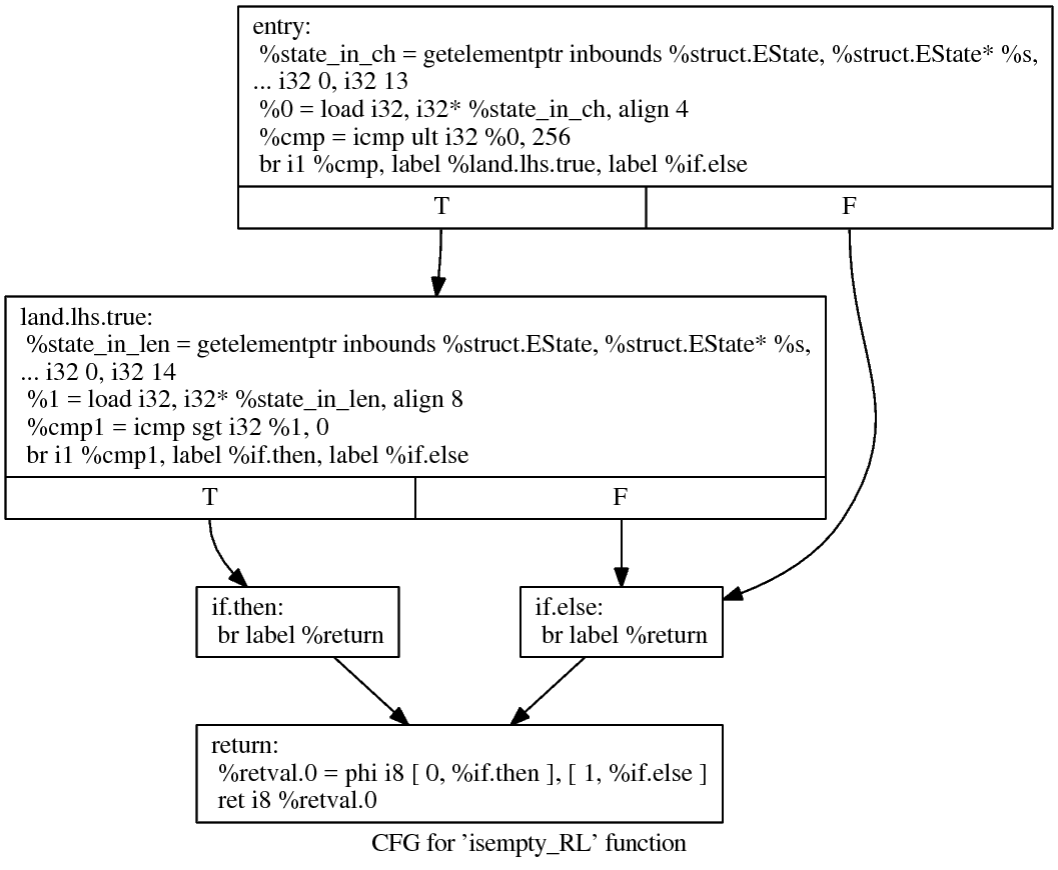 entry:
%state_in_ch = getelementptr inbounds %struct.EState, %struct.EState* %s,
... i32 0, i32 13
%0 = load i32, i32* %state_in_ch, align 4
%cmp = icmp ult i32 %0, 256
br i1 %cmp, label %land.lhs.true, label %if.else
T F
land.lhs.true:
%state_in_len = getelementptr inbounds %struct.EState, %struct.EState* %s,
... i32 0, i32 14
%1 = load i32, i32* %state_in_len, align 8
%cmp1 = icmp sgt i32 %1, 0
br i1 %cmp1, label %if.then, label %if.else
T F
if.then:
br label %return
if.else:
br label %return
return:
%retval.0 = phi i8 [ 0, %if.then ], [ 1, %if.else ]
ret i8 %retval.0
CFG for ’isempty_RL’ function